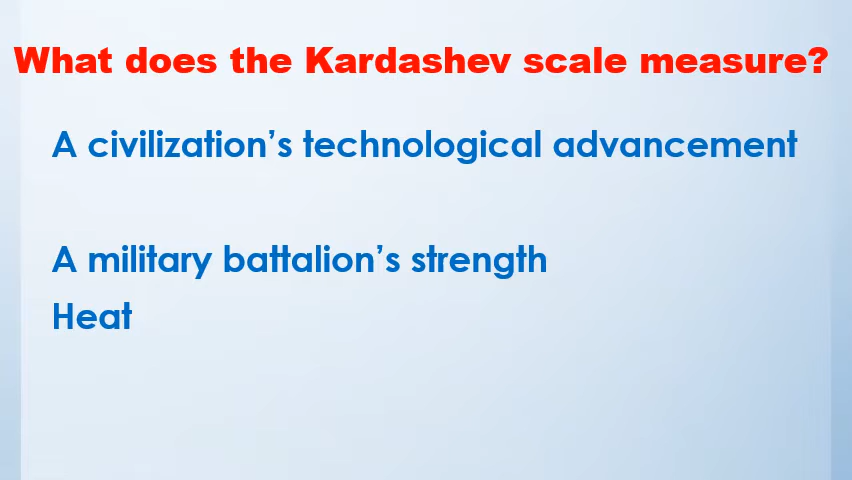 What does the Kardashev scale measure?
A civilization’s technological advancement
A military battalion’s strength
Heat